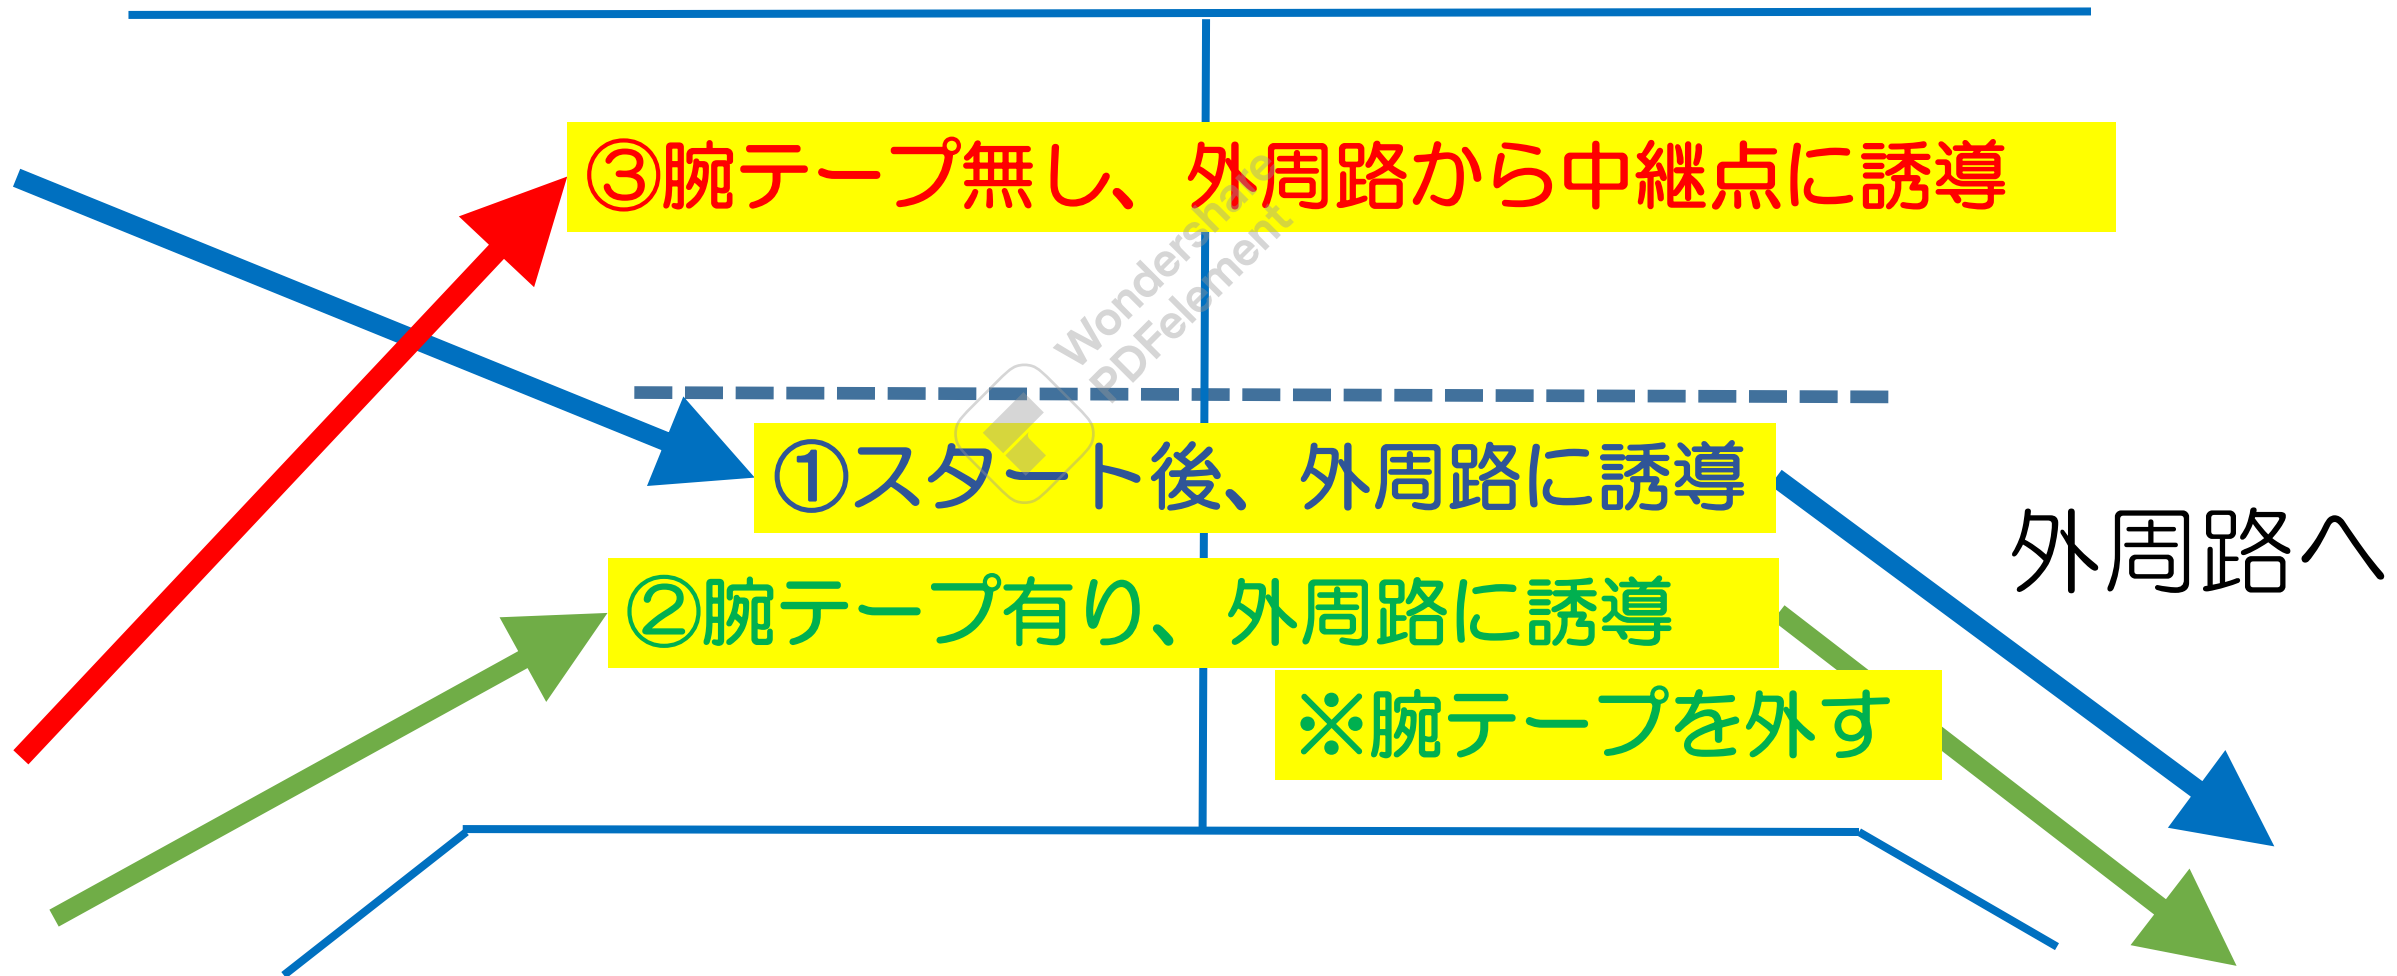 ③腕テープ無し、外周路から中継点に誘導
Wondershare
PDFelement
①スタート後、外周路に誘導
外周路へ
②腕テープ有り、外周路に誘導
※腕テープを外す